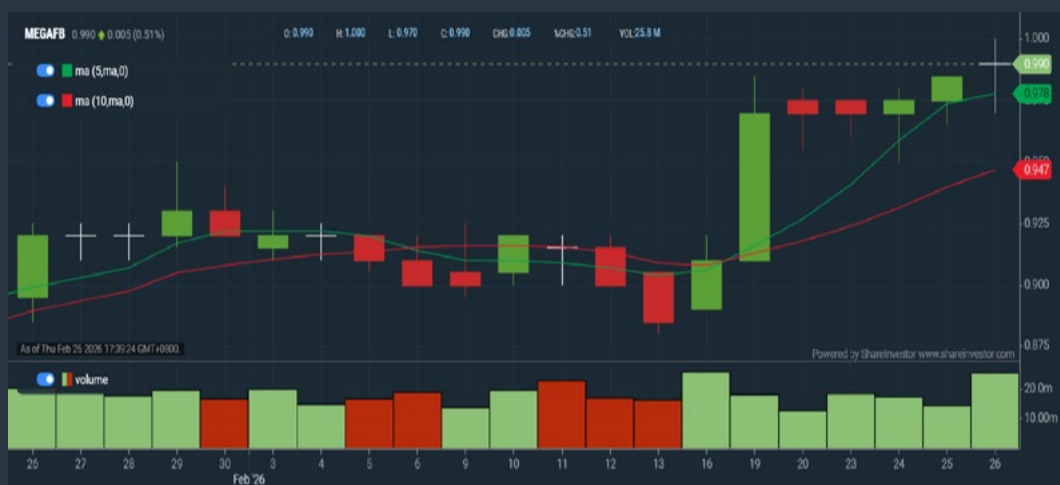 MEGAFB 0.990 0.005 (0.51%) O: 0.990 H: 1.000 L: 0.970 C: 0.990 CHG:0.005 %CHG:0.51 VOL:25.8 M
1.000
0.990
ma (5,ma,0)
0.978
ma (10,ma,0)
0.950
0.947
0.925
0.900
0.875
As of Thu Feb 26 2026 17:39:24 GMT+0800. Powered by ShareInvestor www.shareinvestor.com
volume
20.0m
10.00m
26 27 28 29 30 3 4 5 6 9 10 11 12 13 16 19 20 23 24 25 26
Feb '26